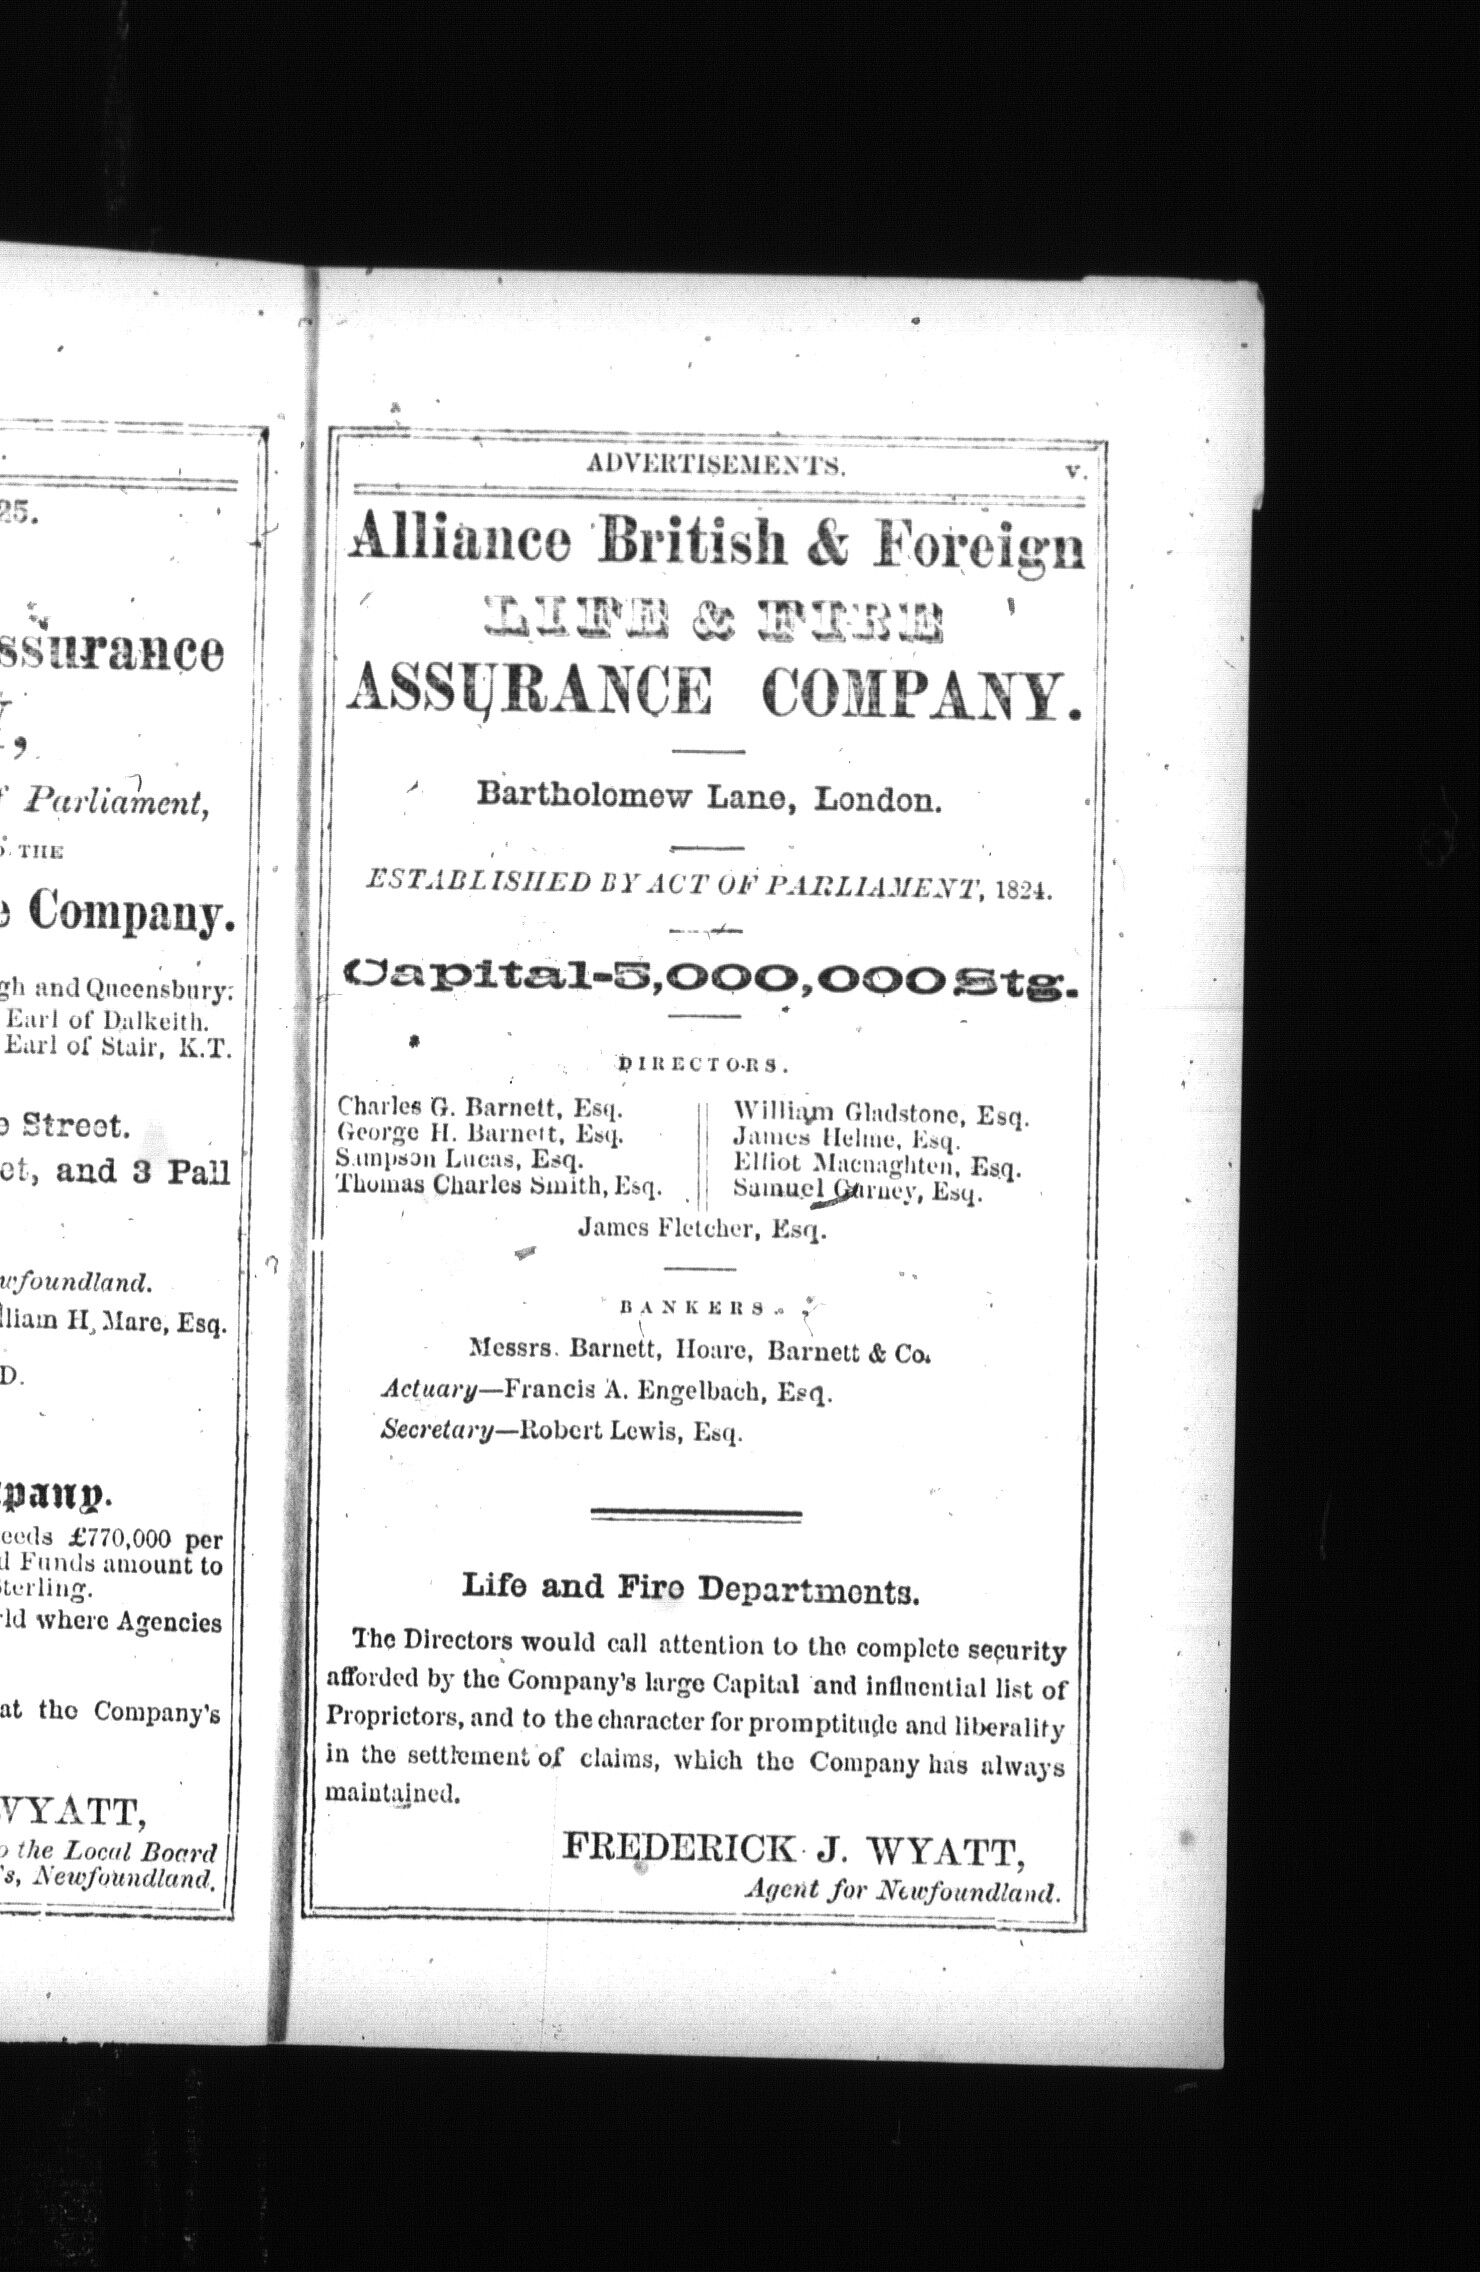 25.
ssurance
Parliament,
THE
Company.
gh and Queensbury.
Earl of Dalkeith.
Earl of Stair, K.T.
Street.
et, and 3 Pall
wfoundland.
lliam H. Mare, Esq.
D.
pany.
eeds £770,000 per
d Funds amount to
Sterling.
rld where Agencies
at the Company's
WYATT,
o the Local Board
's, Newfoundland.
ADVERTISEMENTS. v.
Alliance British & Foreign
LIFE & FIRE
ASSURANCE COMPANY.
Bartholomew Lane, London.
ESTABLISHED BY ACT OF PARLIAMENT, 1824.
Capital-5,000,000 Stg.
DIRECTORS.
Charles G. Barnett, Esq.
George H. Barnett, Esq.
Sampson Lucas, Esq.
Thomas Charles Smith, Esq.
William Gladstone, Esq.
James Helme, Esq.
Elliot Macnaghten, Esq.
Samuel Gurney, Esq.
James Fletcher, Esq.
BANKERS.
Messrs. Barnett, Hoare, Barnett & Co.
Actuary—Francis A. Engelbach, Esq.
Secretary—Robert Lewis, Esq.
Life and Fire Departments.
The Directors would call attention to the complete security
afforded by the Company's large Capital and influential list of
Proprietors, and to the character for promptitude and liberality
in the settlement of claims, which the Company has always
maintained.
FREDERICK J. WYATT,
Agent for Newfoundland.